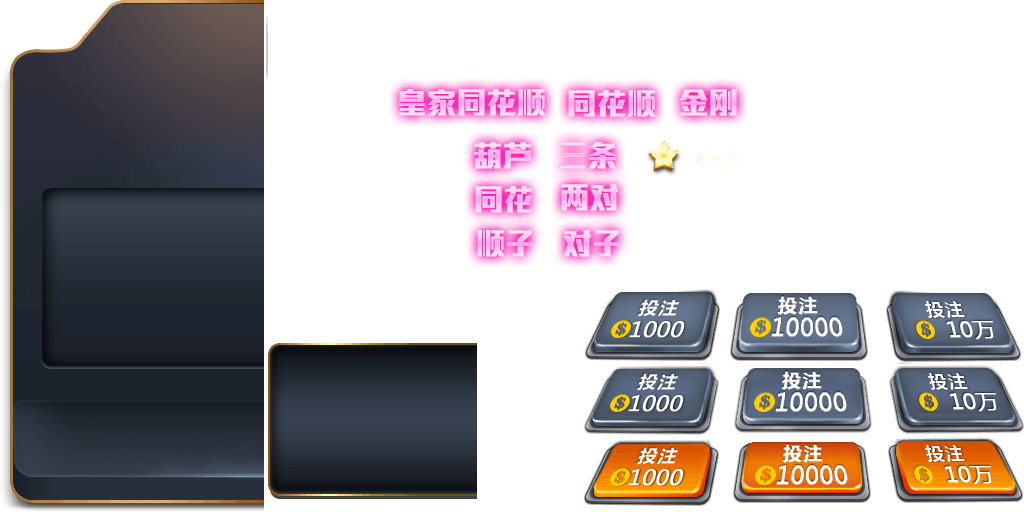 皇家同花顺 同花顺 金刚
葫芦 三条
同花 两对
顺子 对子
投注 投注 投注
$1000 $10000 $10万
投注 投注 投注
$1000 $10000 $10万
投注 投注 投注
$1000 $10000 $10万